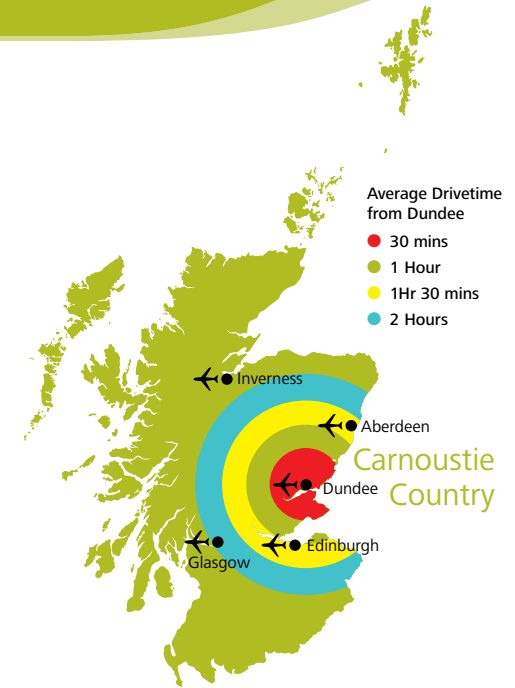 Average Drivetime
from Dundee
30 mins
1 Hour
1Hr 30 mins
2 Hours
Inverness
Aberdeen
Carnoustie
Country
Dundee
Edinburgh
Glasgow